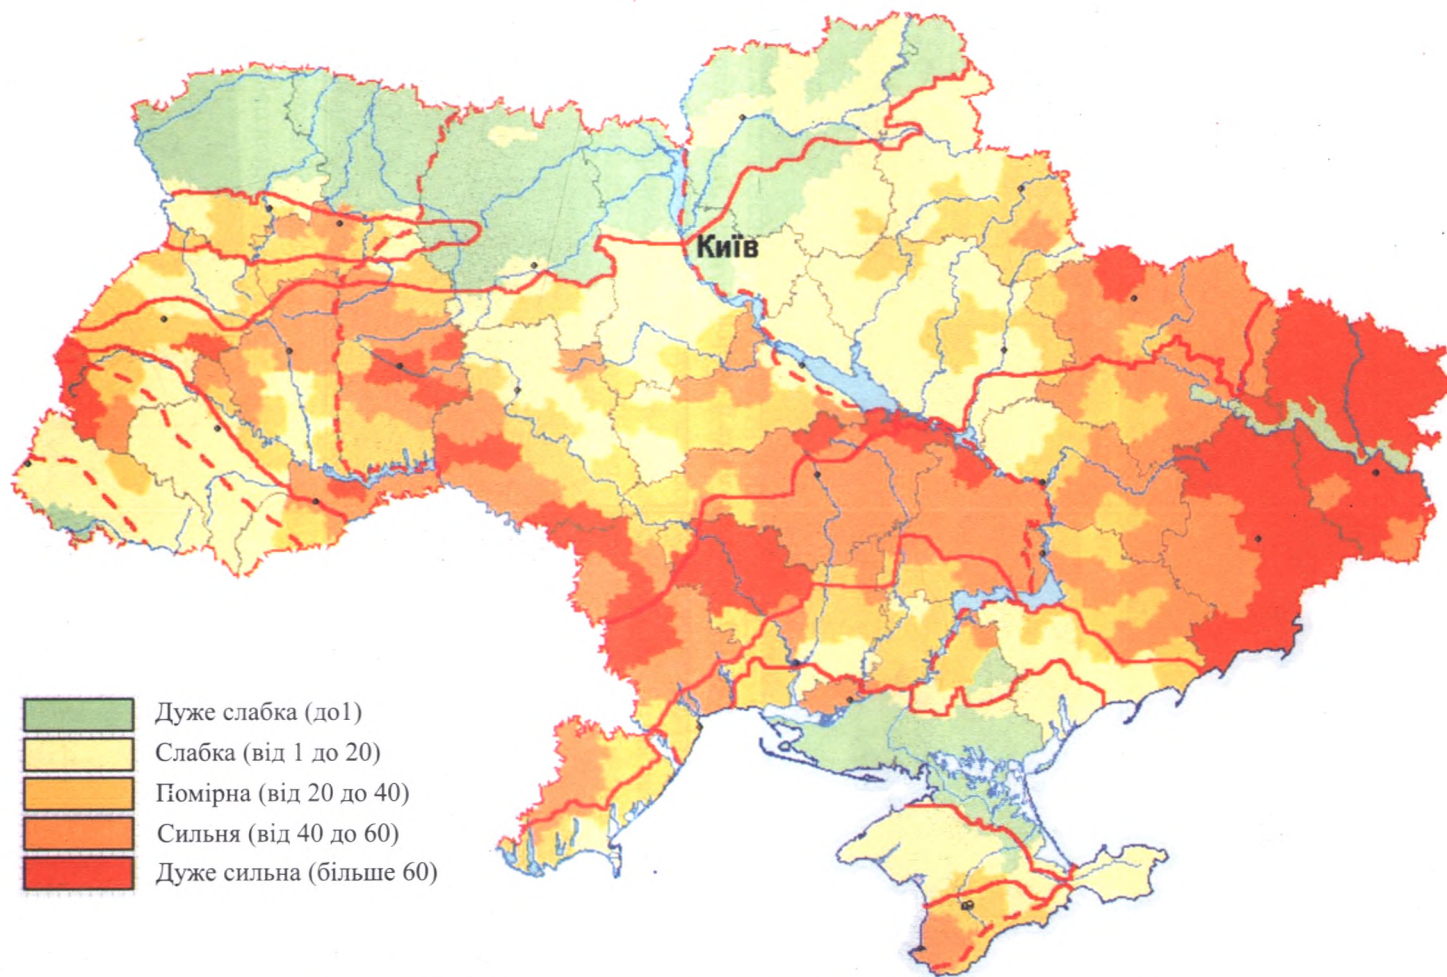 Київ
Дуже слабка (до1)
Слабка (від 1 до 20)
Помірна (від 20 до 40)
Сильня (від 40 до 60)
Дуже сильна (більше 60)